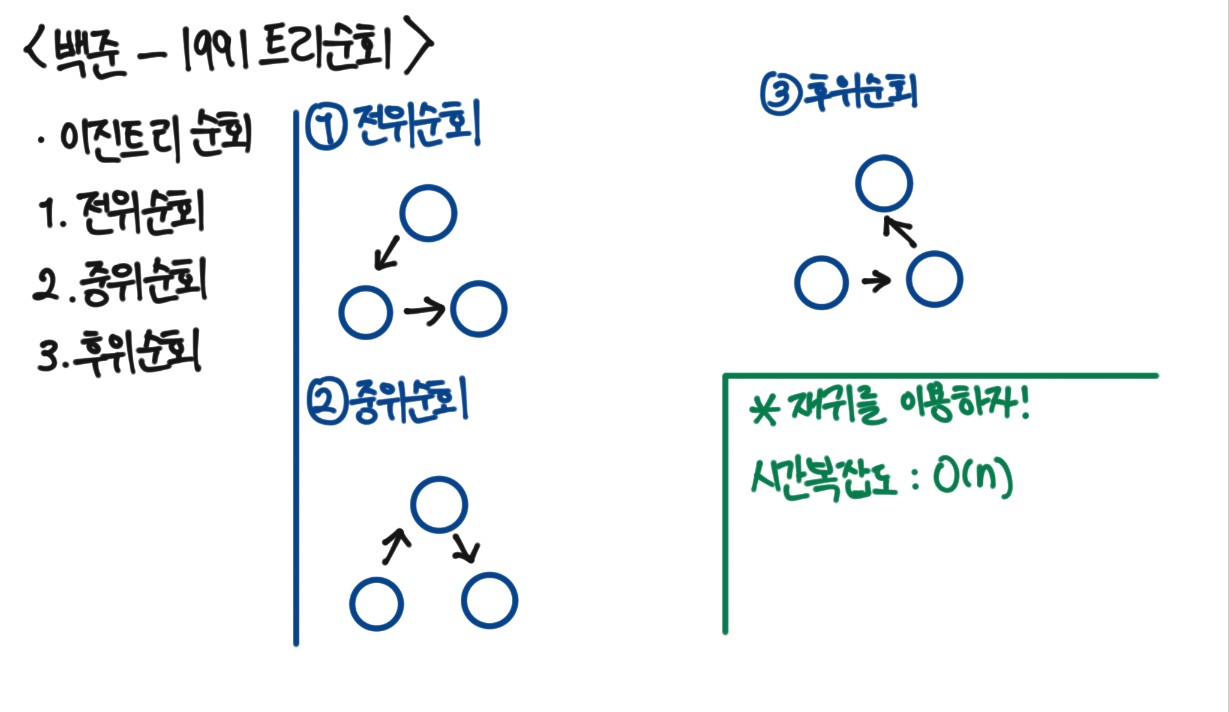 <백준 - 1991 트리순회>
· 이진트리 순회
1. 전위순회
2. 중위순회
3. 후위순회
① 전위순회
② 중위순회
③ 후위순회
* 재귀를 이용하자!
시간복잡도 : O(n)